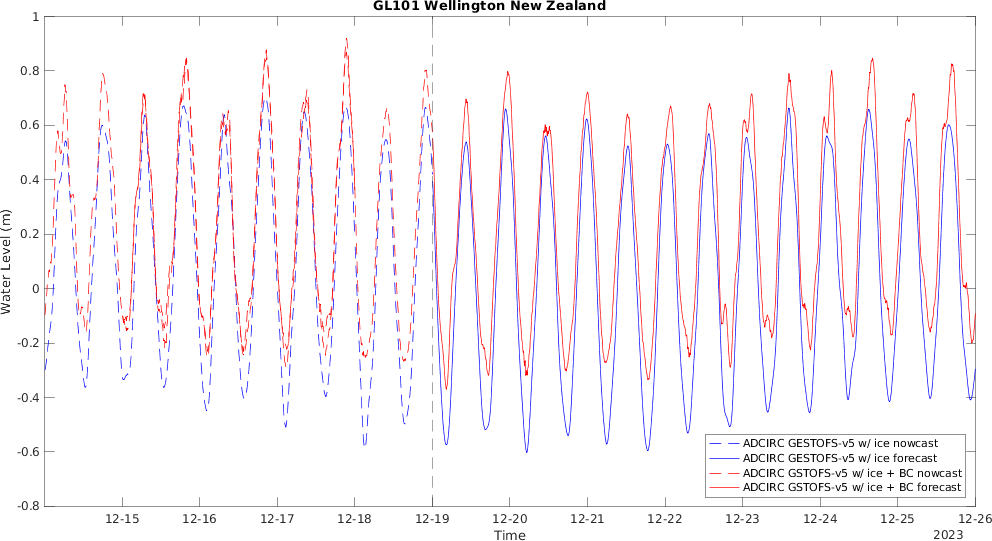 GL101 Wellington New Zealand
1
0.8
0.6
0.4
0.2
0
-0.2
-0.4
-0.6
-0.8
Water Level (m)
12-15 12-16 12-17 12-18 12-19 12-20 12-21 12-22 12-23 12-24 12-25 12-26
Time
2023
ADCIRC GESTOFS-v5 w/ ice nowcast
ADCIRC GESTOFS-v5 w/ ice forecast
ADCIRC GSTOFS-v5 w/ ice + BC nowcast
ADCIRC GSTOFS-v5 w/ ice + BC forecast